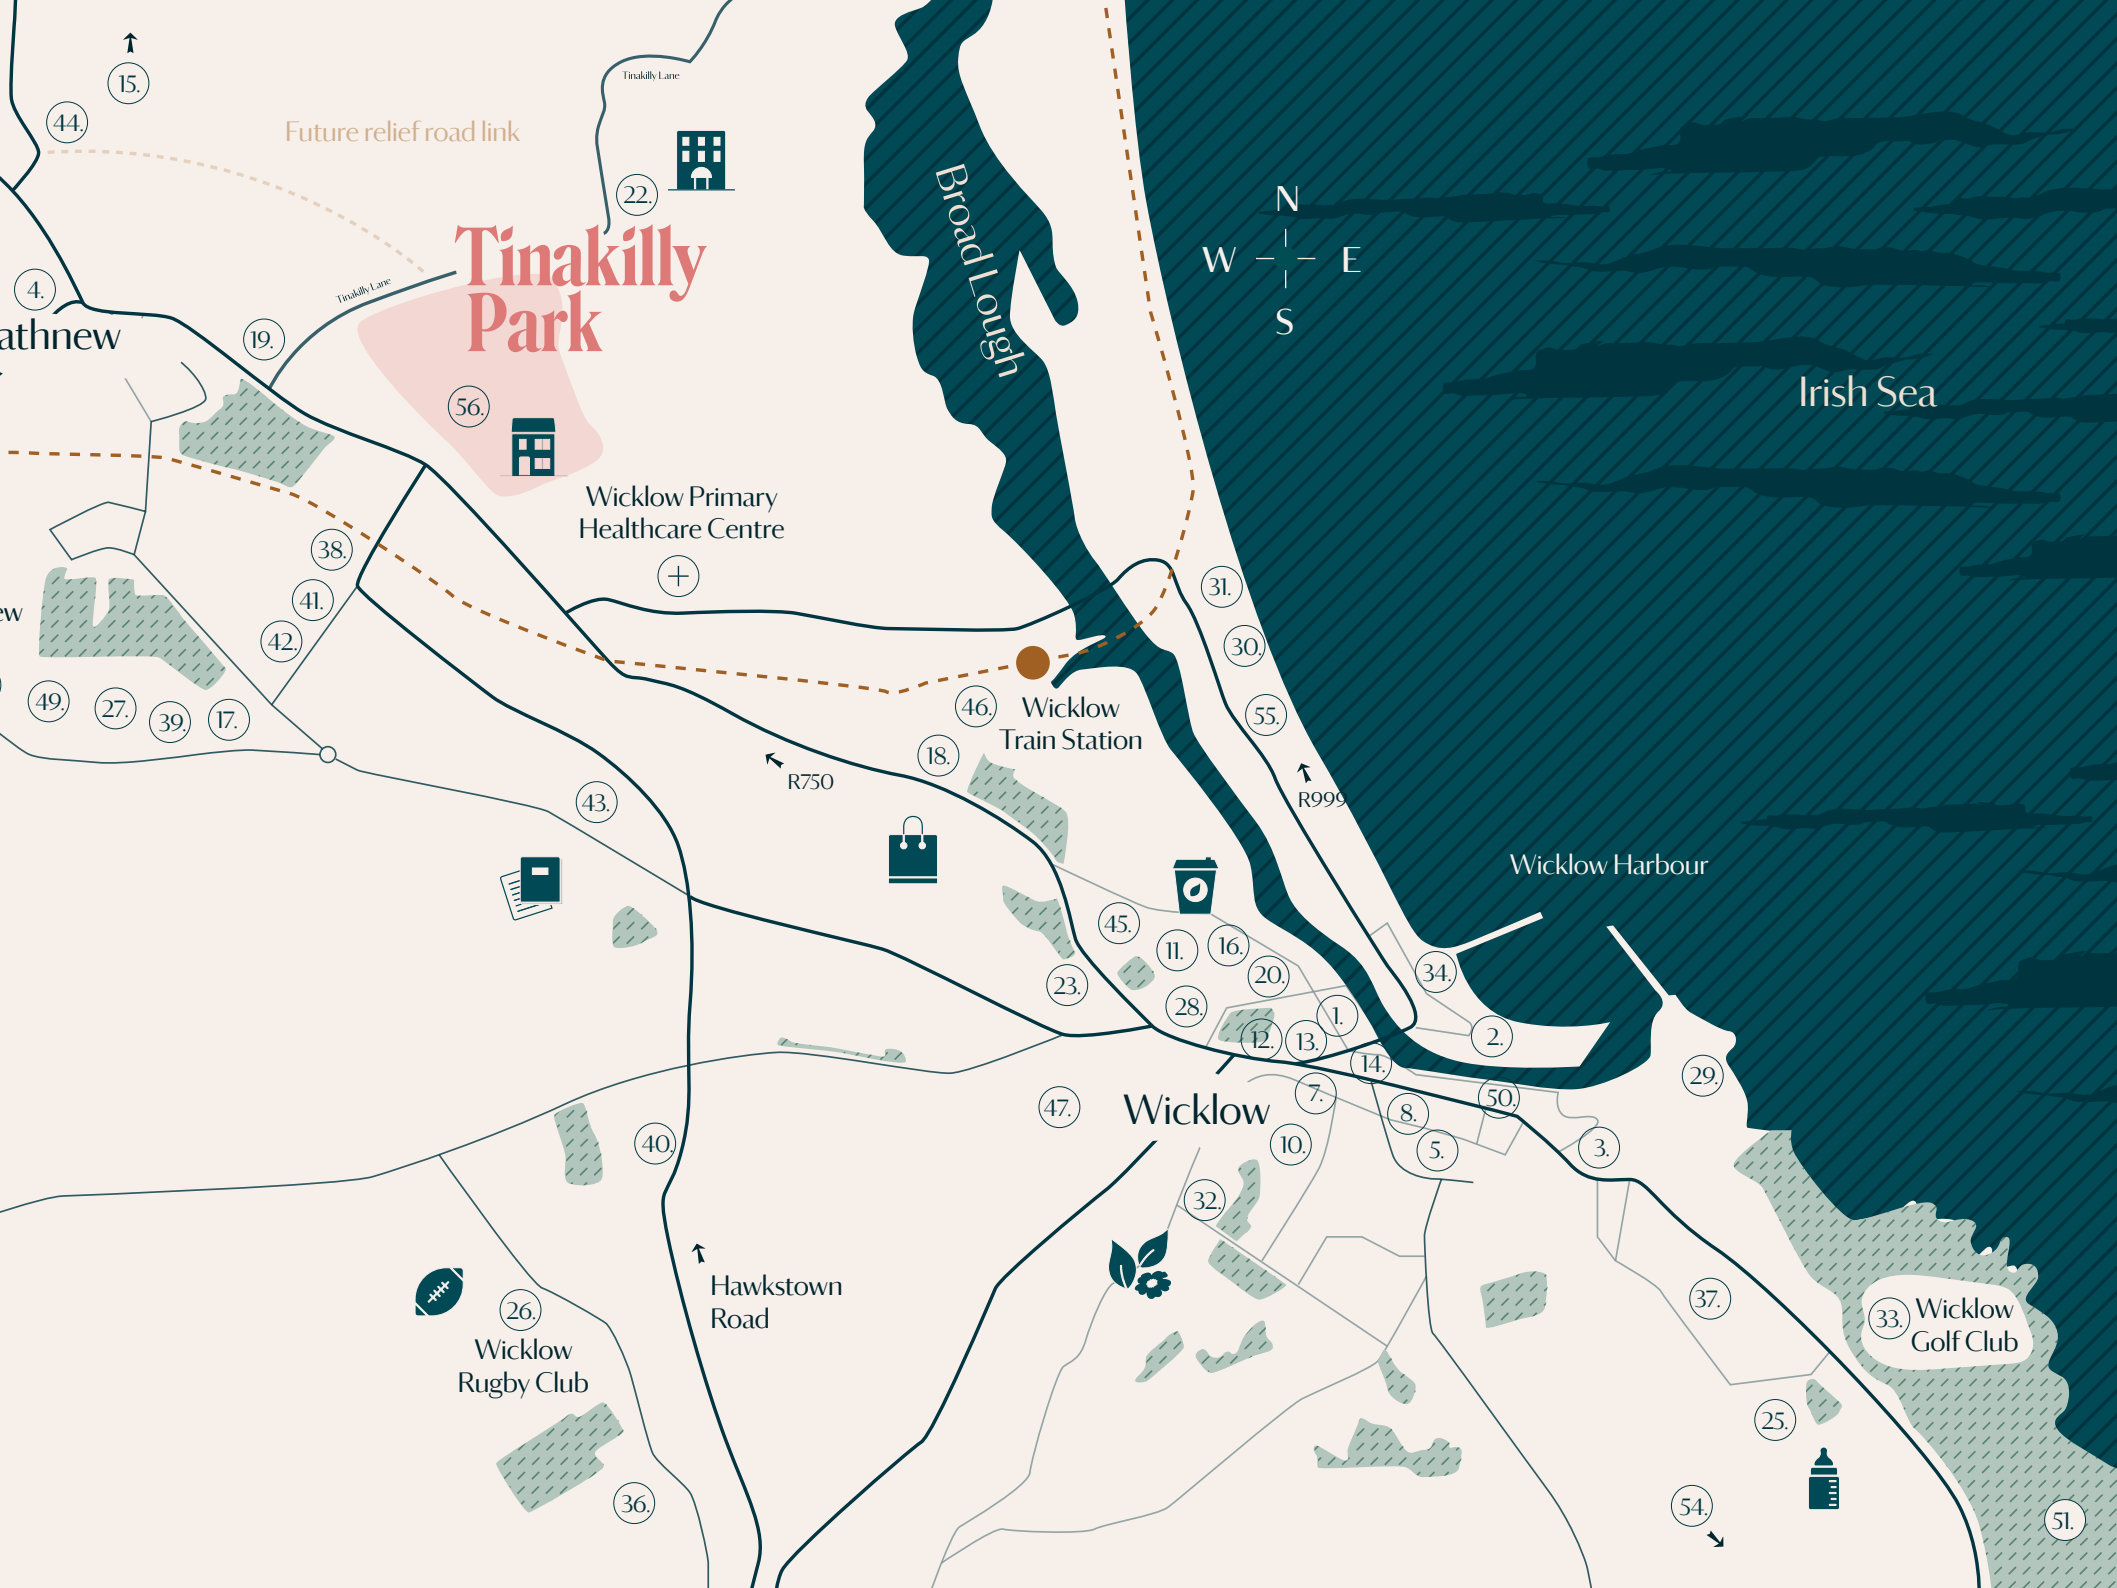 15.
44.
Tinakilly Lane
Future relief road link
22.
Tinakilly
Park
Tinakilly Lane
4.
athnew
19.
56.
Broad Lough
N
W
E
S
Irish Sea
Wicklow Primary
Healthcare Centre
38.
41.
42.
ew
31.
30.
55.
49.
27.
39.
17.
46.
Wicklow
Train Station
18.
R750
R999
43.
Wicklow Harbour
45.
11.
16.
20.
23.
28.
34.
1.
2.
12.
13.
14.
29.
47.
Wicklow
7.
8.
50.
10.
5.
3.
40.
32.
Hawkstown
Road
26.
Wicklow
Rugby Club
37.
33.
Wicklow
Golf Club
25.
36.
54.
51.